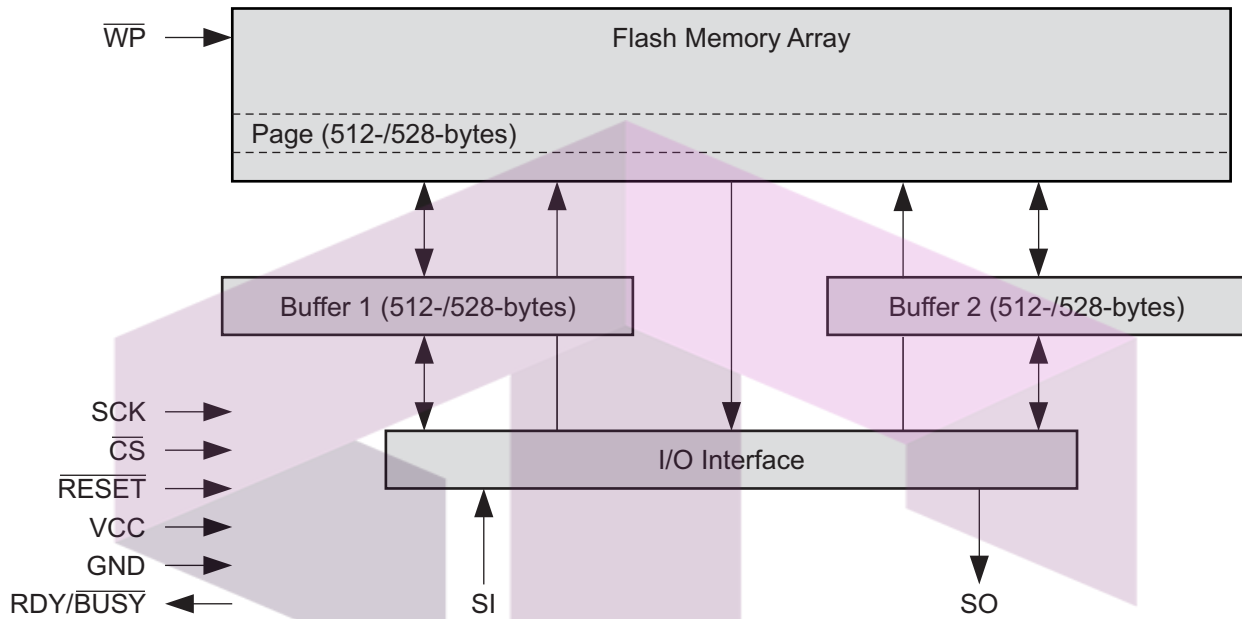 WP
Flash Memory Array
Page (512-/528-bytes)
Buffer 1 (512-/528-bytes)
Buffer 2 (512-/528-bytes)
SCK
CS
I/O Interface
RESET
VCC
GND
RDY/BUSY
SI
SO